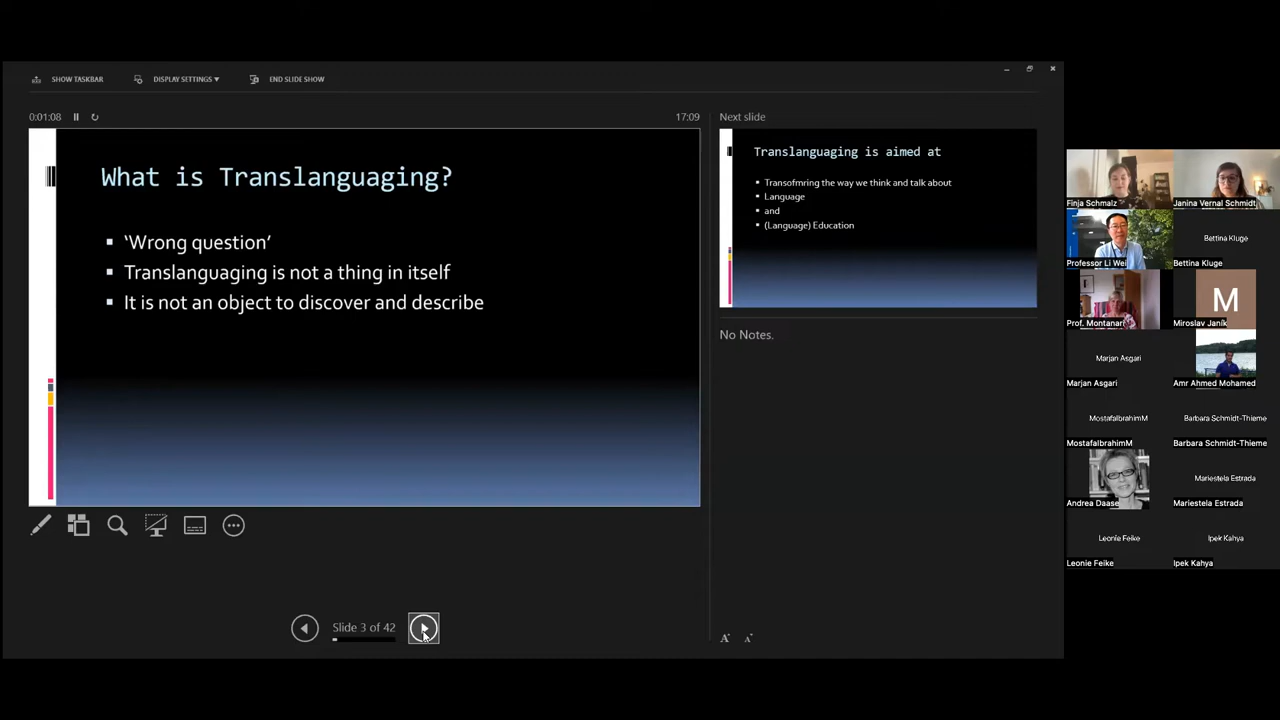 SHOW TASKBAR
DISPLAY SETTINGS ▾
END SLIDE SHOW
0:01:08
17:09
What is Translanguaging?
▪ ‘Wrong question’
▪ Translanguaging is not a thing in itself
▪ It is not an object to discover and describe
Slide 3 of 42
Next slide
Translanguaging is aimed at
▪ Transofmring the way we think and talk about
▪ Language
▪ and
▪ (Language) Education
No Notes.
A A
Finja Schmalz
Janina Vernal Schmidt
Professor Li Wei
Bettina Kluge
Bettina Kluge
Prof. Montanari
M
Miroslav Janík
Marjan Asgari
Marjan Asgari
Amr Ahmed Mohamed
MostafaIbrahimM
MostafaIbrahimM
Barbara Schmidt-Thieme
Barbara Schmidt-Thieme
Andrea Daase
Mariestela Estrada
Mariestela Estrada
Leonie Feike
Leonie Feike
Ipek Kahya
Ipek Kahya